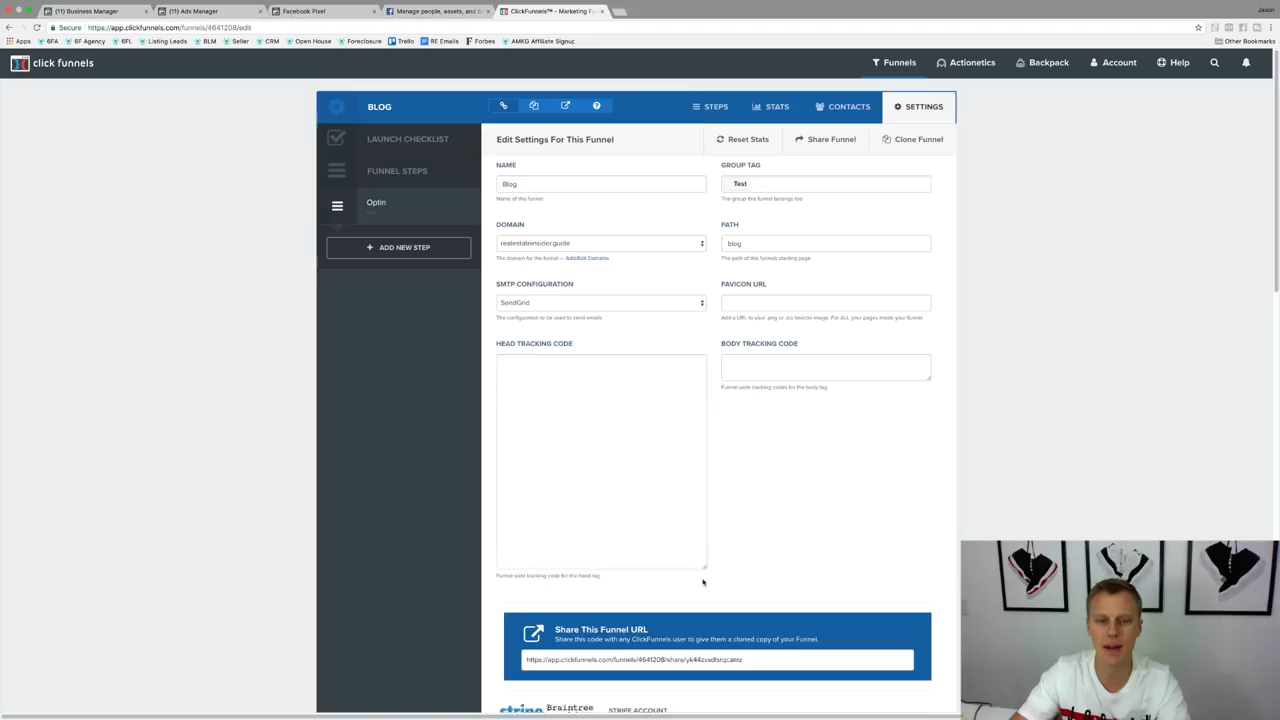 (11) Business Manager
(11) Ads Manager
Facebook Pixel
Manage people, assets, and b
ClickFunnels™ - Marketing Fu
Jaxon
Secure
https://app.clickfunnels.com/funnels/4641208/edit
Apps
6FA
6F Agency
6FL
Listing Leads
BLM
Seller
CRM
Open House
Foreclosure
Trello
RE Emails
Forbes
AMKG Affiliate Signup
Other Bookmarks
click funnels
Funnels
Actionetics
Backpack
Account
Help
BLOG
STEPS
STATS
CONTACTS
SETTINGS
LAUNCH CHECKLIST
FUNNEL STEPS
Optin
+ ADD NEW STEP
Edit Settings For This Funnel
Reset Stats
Share Funnel
Clone Funnel
NAME
Blog
Name of this funnel
GROUP TAG
Test
The group this funnel belongs too
DOMAIN
realestateinsider.guide
The domain for the funnel — Add/Edit Domains
PATH
blog
The path of this funnels starting page
SMTP CONFIGURATION
SendGrid
The configuration to be used to send emails
FAVICON URL
Add a URL to your .png or .ico favicon image. For ALL your pages inside your funnel.
HEAD TRACKING CODE
Funnel wide tracking code for the head tag
BODY TRACKING CODE
Funnel wide tracking codes for the body tag
Share This Funnel URL
Share this code with any ClickFunnels user to give them a cloned copy of your Funnel.
stripe
Braintree
STRIPE ACCOUNT